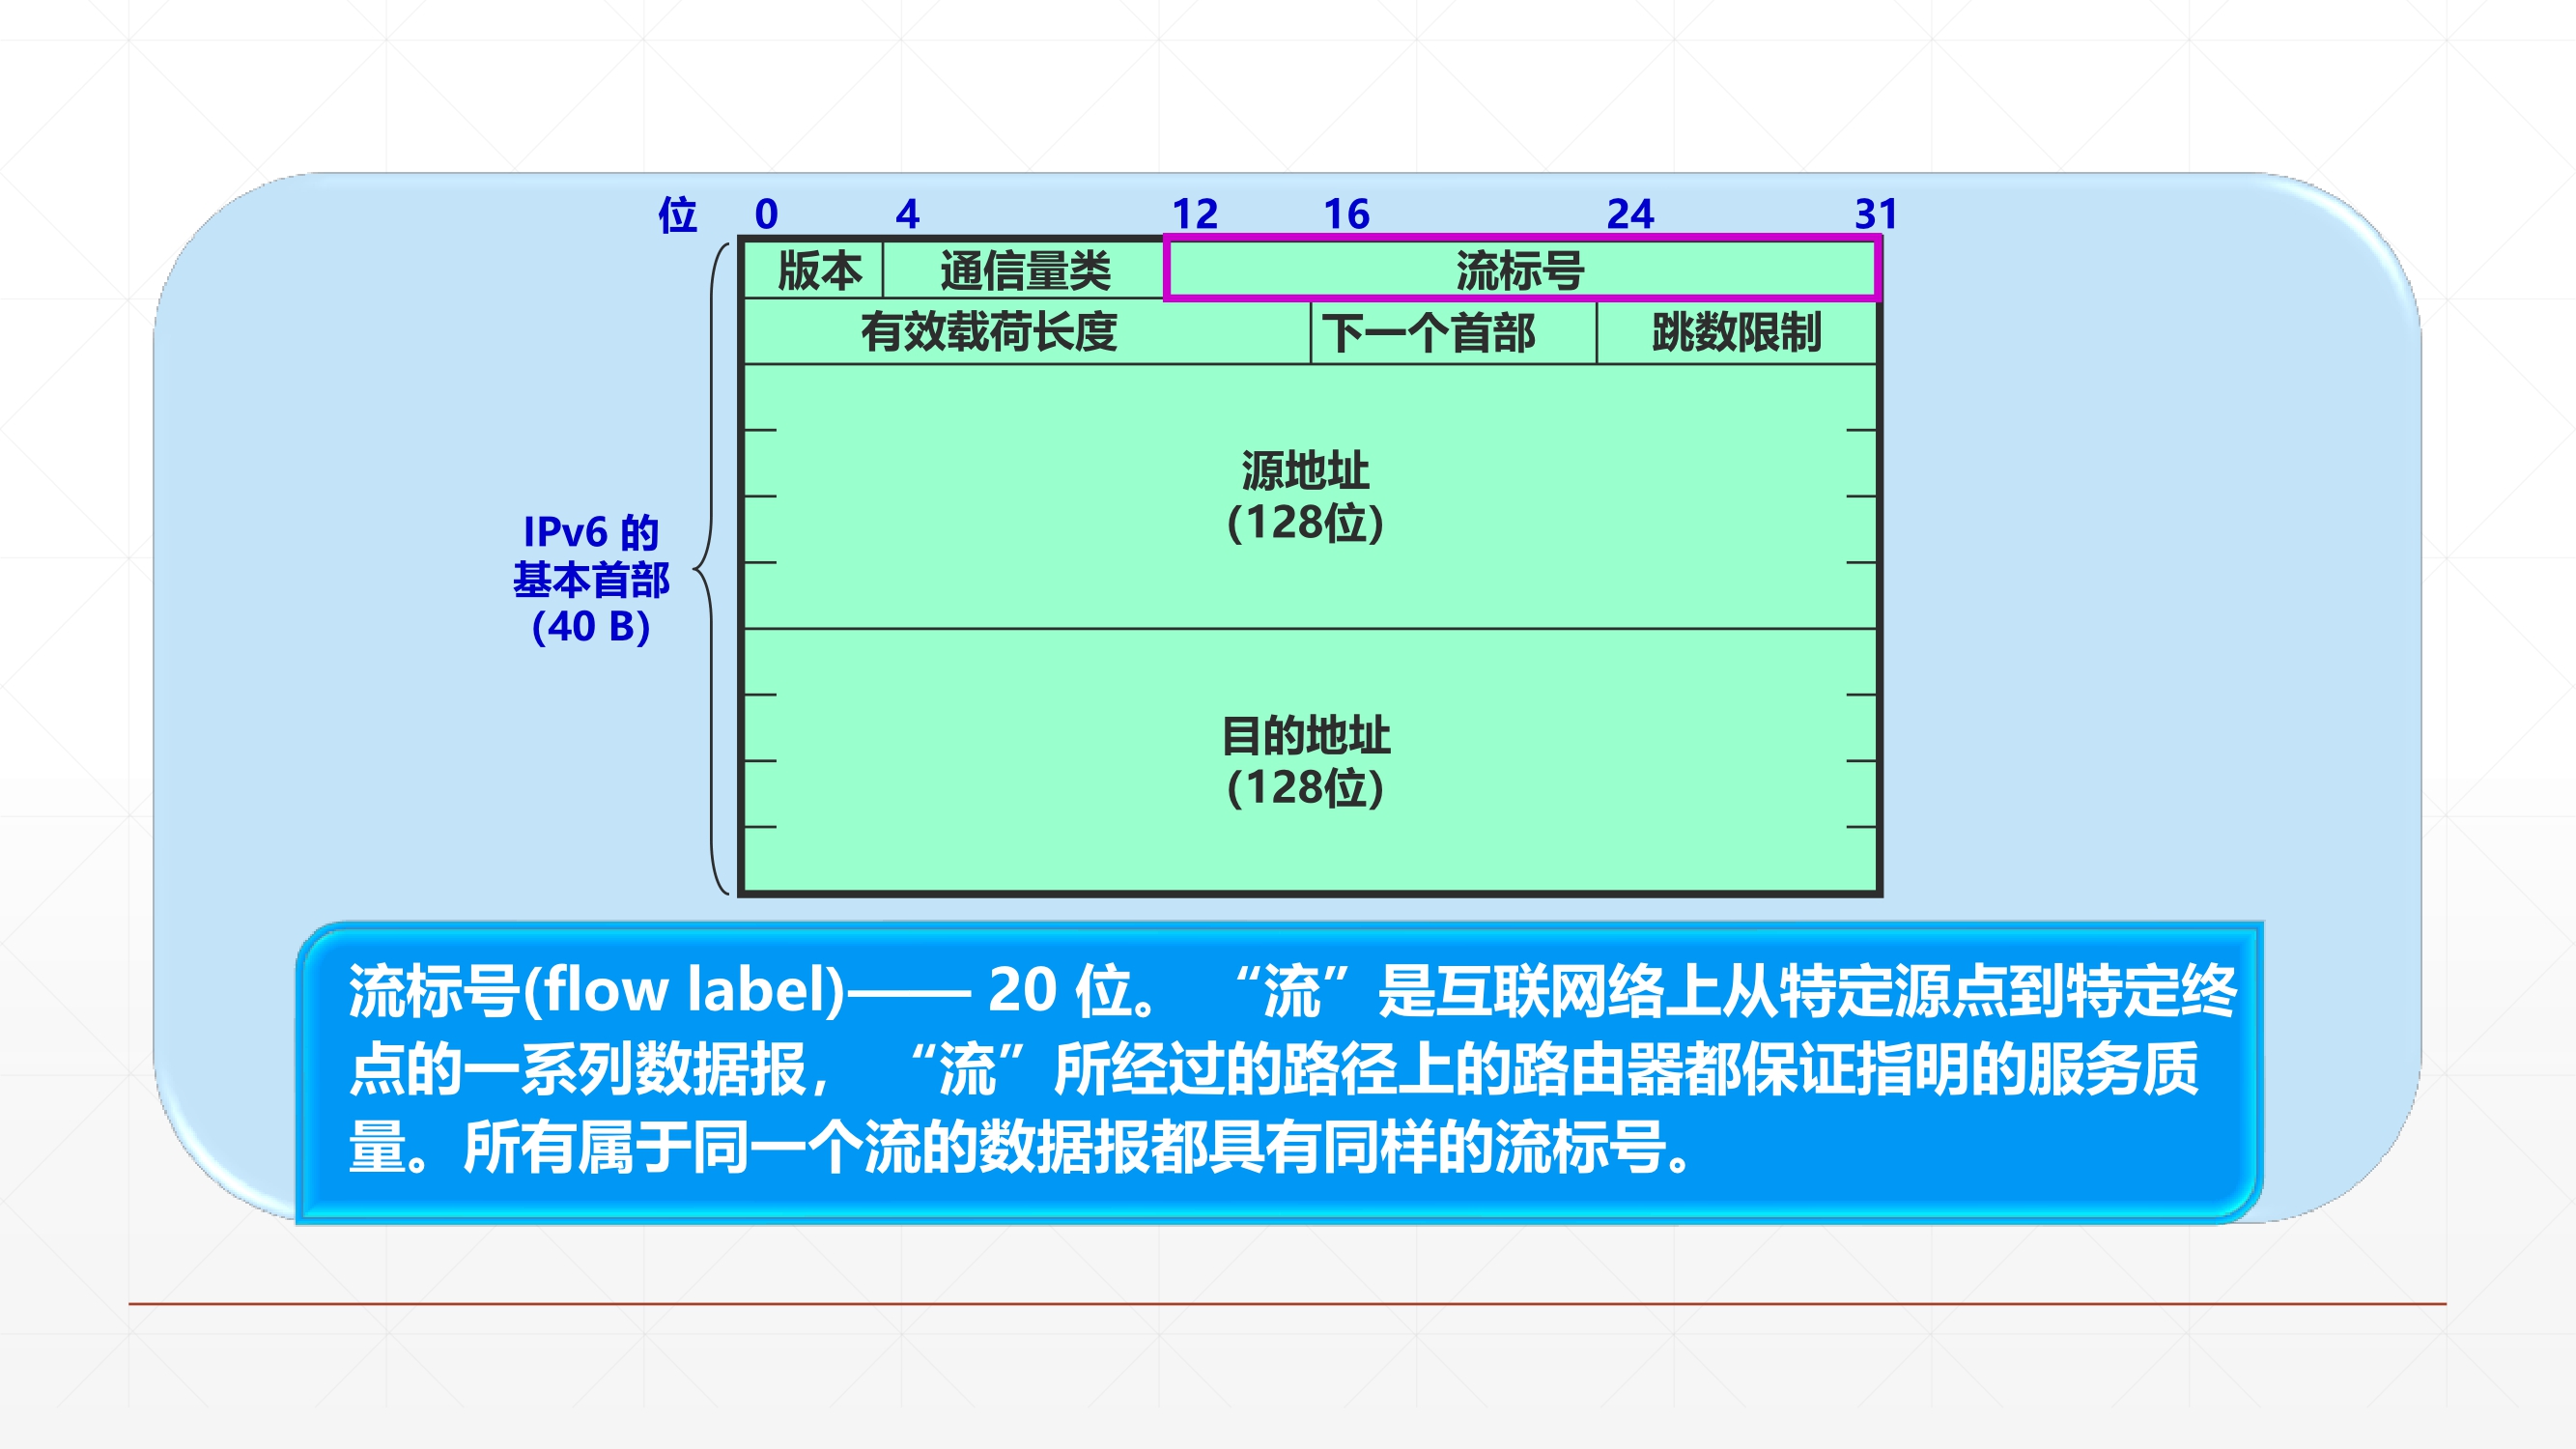 位 0 4 12 16 24 31
版本 通信量类 流标号
有效载荷长度 下一个首部 跳数限制
源地址
(128位)
IPv6 的
基本首部
(40 B)
目的地址
(128位)
流标号(flow label)—— 20 位。 “流”是互联网络上从特定源点到特定终
点的一系列数据报， “流”所经过的路径上的路由器都保证指明的服务质
量。所有属于同一个流的数据报都具有同样的流标号。